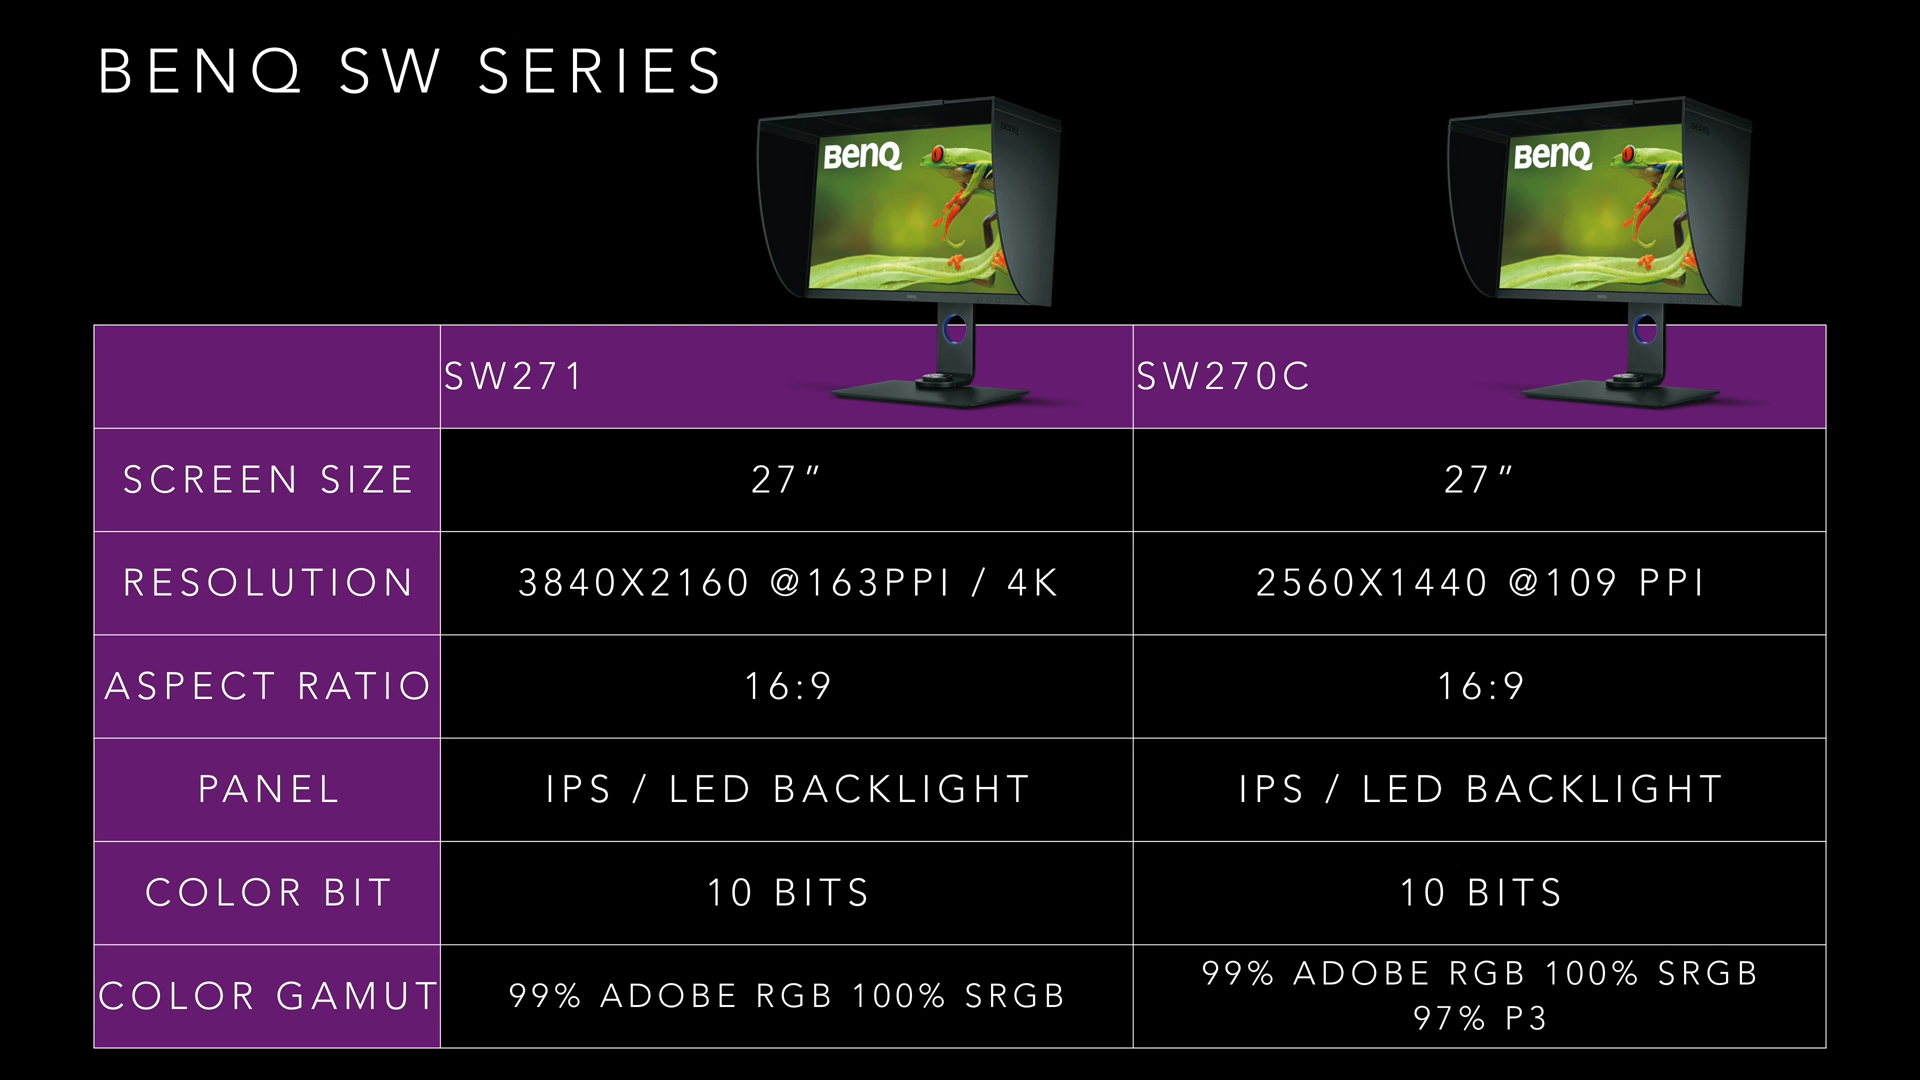 BENQ SW SERIES
BenQ
BenQ
SW271
SW270C
SCREEN SIZE
27”
27”
RESOLUTION
3840X2160 @163PPI / 4K
2560X1440 @109 PPI
ASPECT RATIO
16:9
16:9
PANEL
IPS / LED BACKLIGHT
IPS / LED BACKLIGHT
COLOR BIT
10 BITS
10 BITS
COLOR GAMUT
99% ADOBE RGB 100% SRGB
99% ADOBE RGB 100% SRGB
97% P3